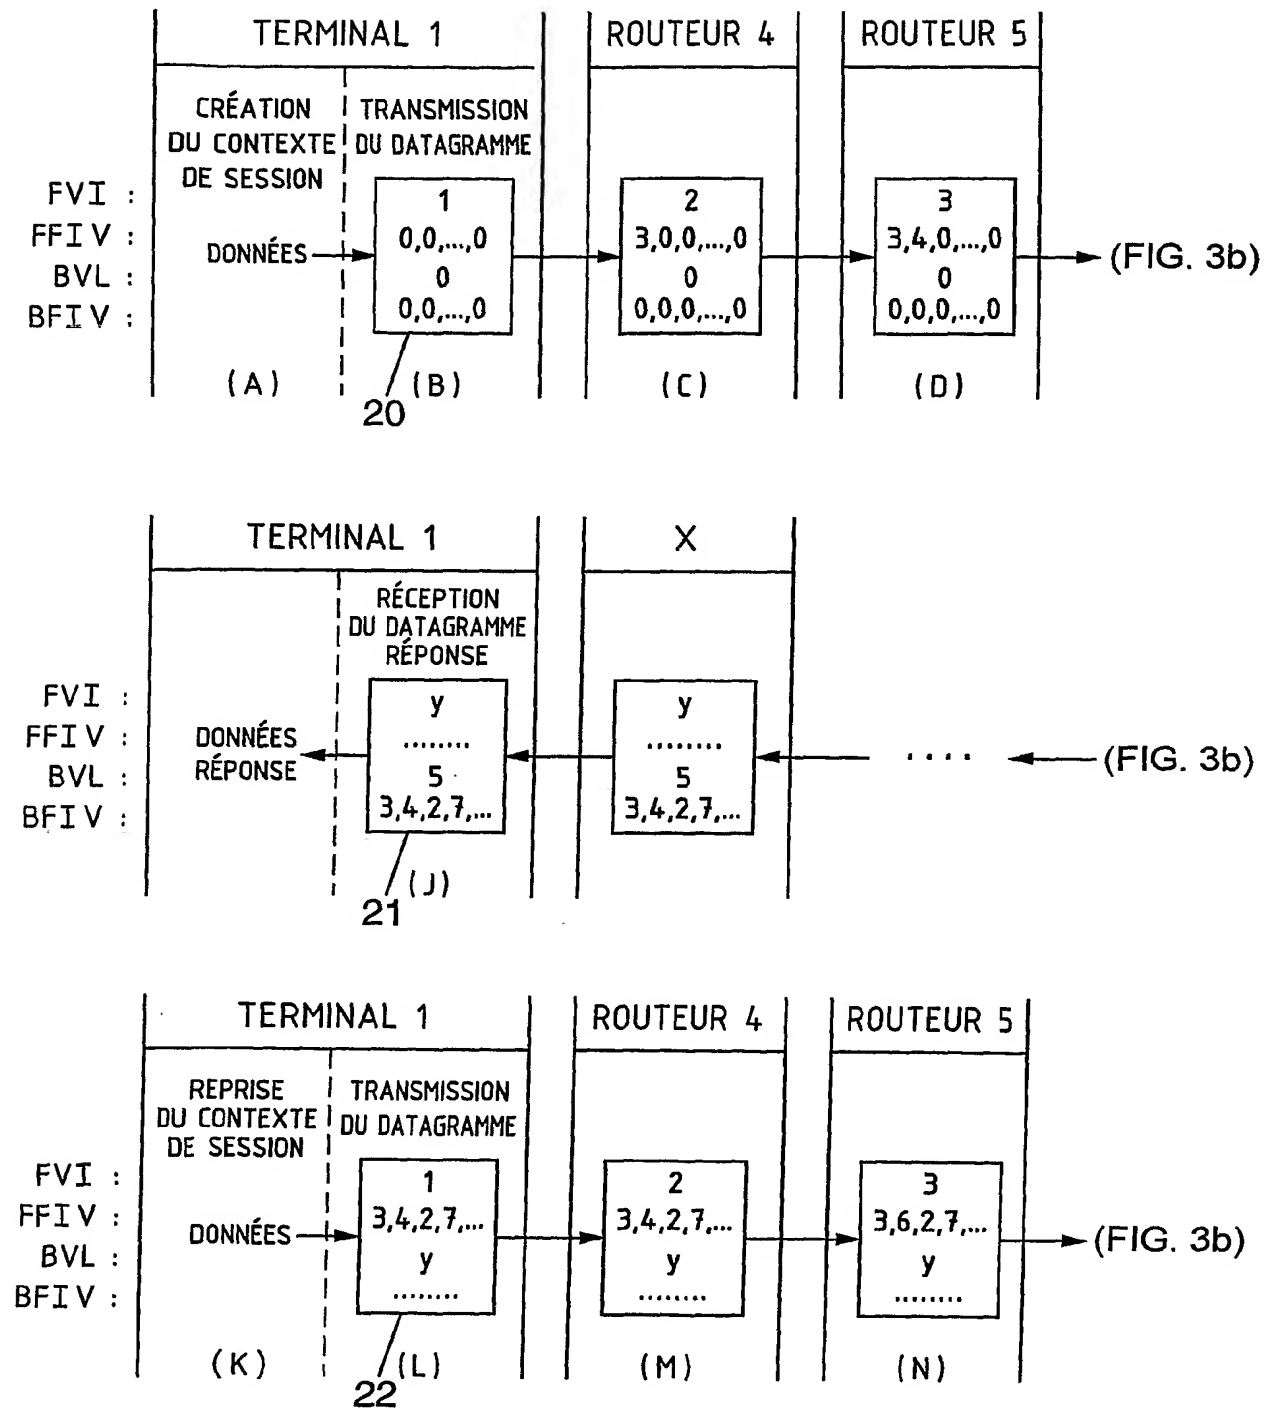 TERMINAL 1
ROUTEUR 4
ROUTEUR 5
CRÉATION
DU CONTEXTE
DE SESSION
TRANSMISSION
DU DATAGRAMME
FVI :
FFIV :
BVL :
BFIV :
DONNÉES
1
0,0,...,0
0
0,0,...,0
2
3,0,0,...,0
0
0,0,0,...,0
3
3,4,0,...,0
0
0,0,0,...,0
(FIG. 3b)
(A)
(B)
(C)
(D)
20
TERMINAL 1
X
RÉCEPTION
DU DATAGRAMME
RÉPONSE
FVI :
FFIV :
BVL :
BFIV :
DONNÉES
RÉPONSE
y
........
5
3,4,2,7,...
y
........
5
3,4,2,7,...
....
(FIG. 3b)
(J)
21
TERMINAL 1
ROUTEUR 4
ROUTEUR 5
REPRISE
DU CONTEXTE
DE SESSION
TRANSMISSION
DU DATAGRAMME
FVI :
FFIV :
BVL :
BFIV :
DONNÉES
1
3,4,2,7,...
y
........
2
3,4,2,7,...
y
........
3
3,6,2,7,...
y
........
(FIG. 3b)
(K)
(L)
(M)
(N)
22